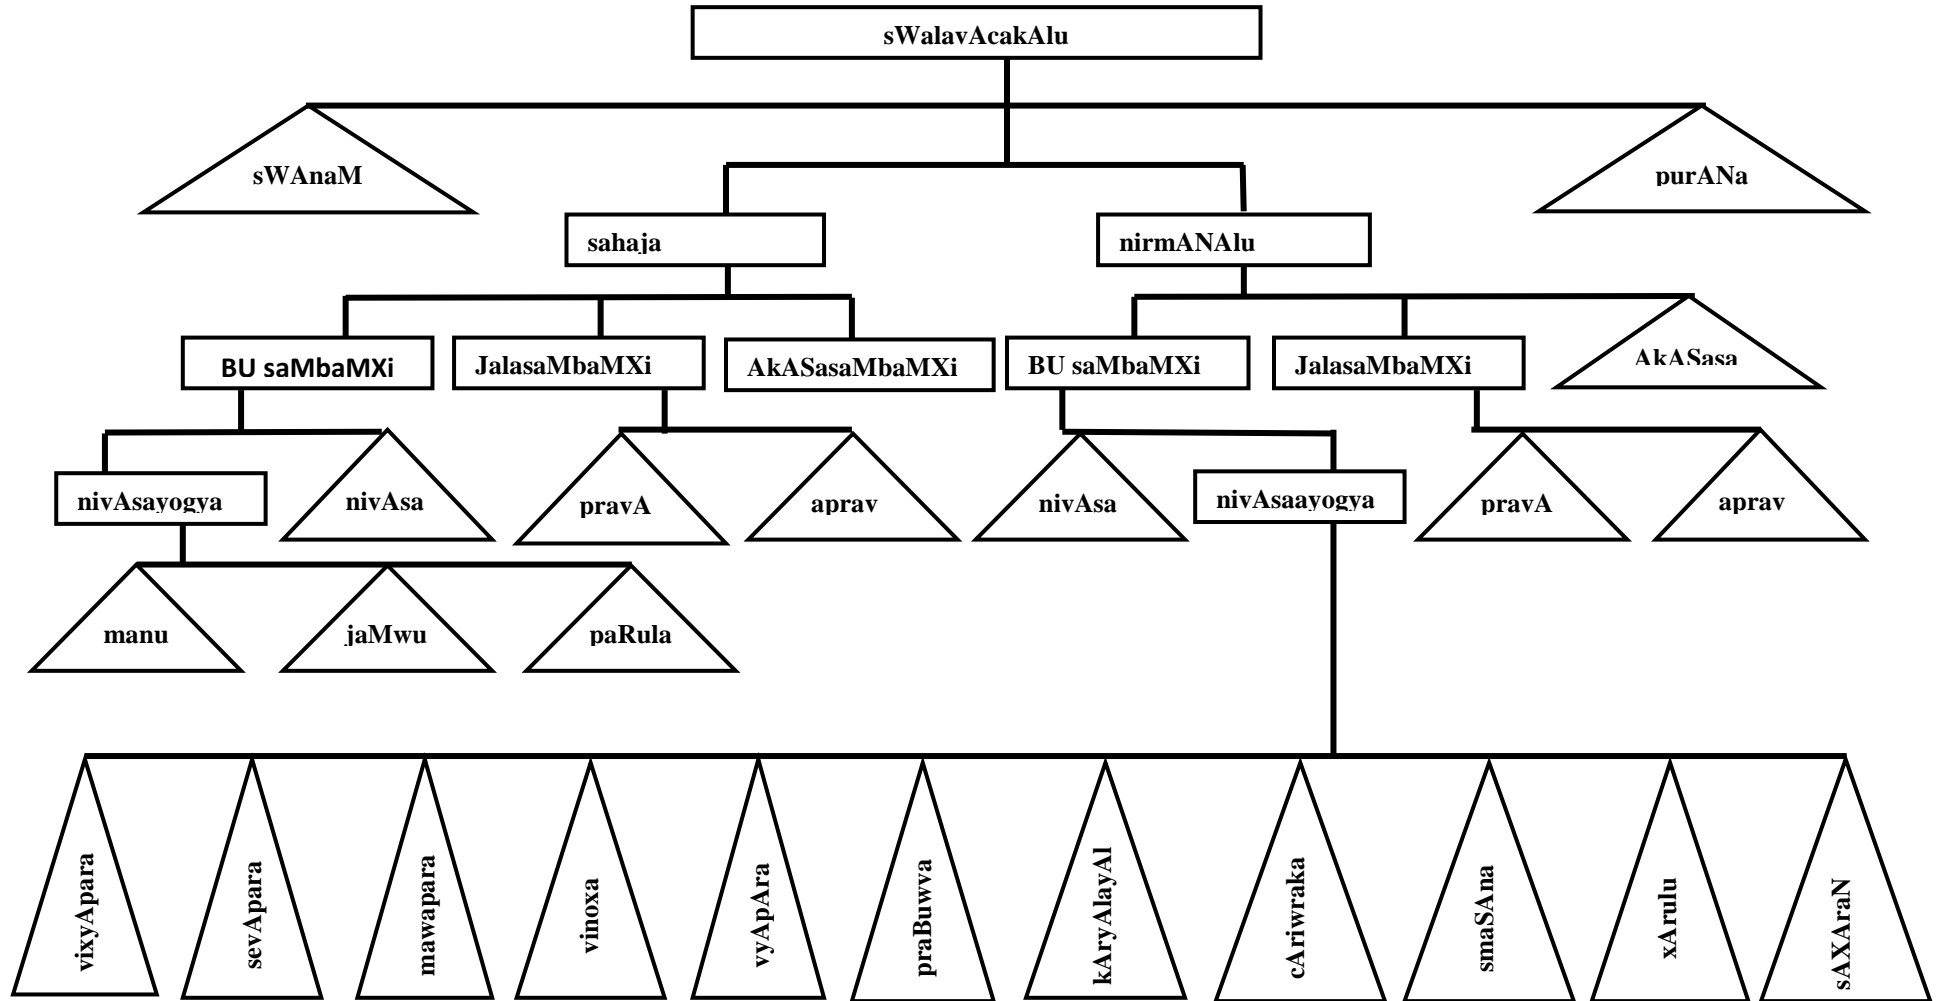 sWalavAcakAlu
sWAnaM
purANa
sahaja
nirmANAlu
BU saMbaMXi
JalasaMbaMXi
AkASasaMbaMXi
BU saMbaMXi
JalasaMbaMXi
AkASasa
nivAsayogya
nivAsa
pravA
aprav
nivAsa
nivAsaayogya
pravA
aprav
manu
jaMwu
paRula
vixyApara
sevApara
mawapara
vinoxa
vyApAra
praBuwva
kAryAlayAl
cAriwraka
smaSAna
xArulu
sAXAraN